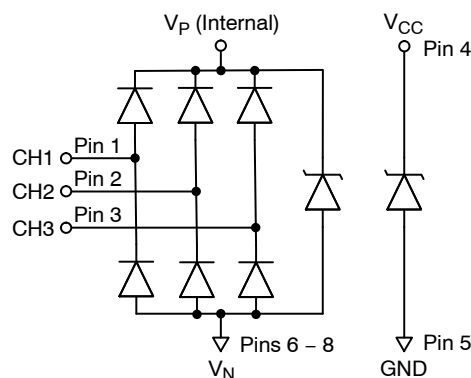 V_P (Internal)
V_CC
Pin 4
CH1 Pin 1
CH2 Pin 2
CH3 Pin 3
Pins 6 – 8
V_N
Pin 5
GND